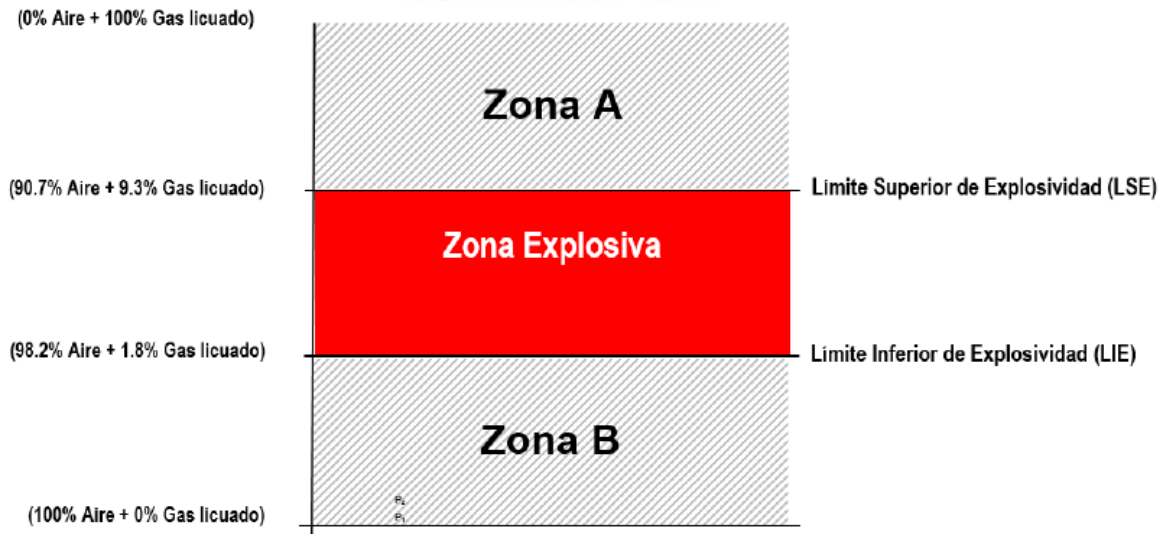 (0% Aire + 100% Gas licuado)
Zona A
(90.7% Aire + 9.3% Gas licuado)
Límite Superior de Explosividad (LSE)
Zona Explosiva
(98.2% Aire + 1.8% Gas licuado)
Límite Inferior de Explosividad (LIE)
Zona B
P₁
(100% Aire + 0% Gas licuado)